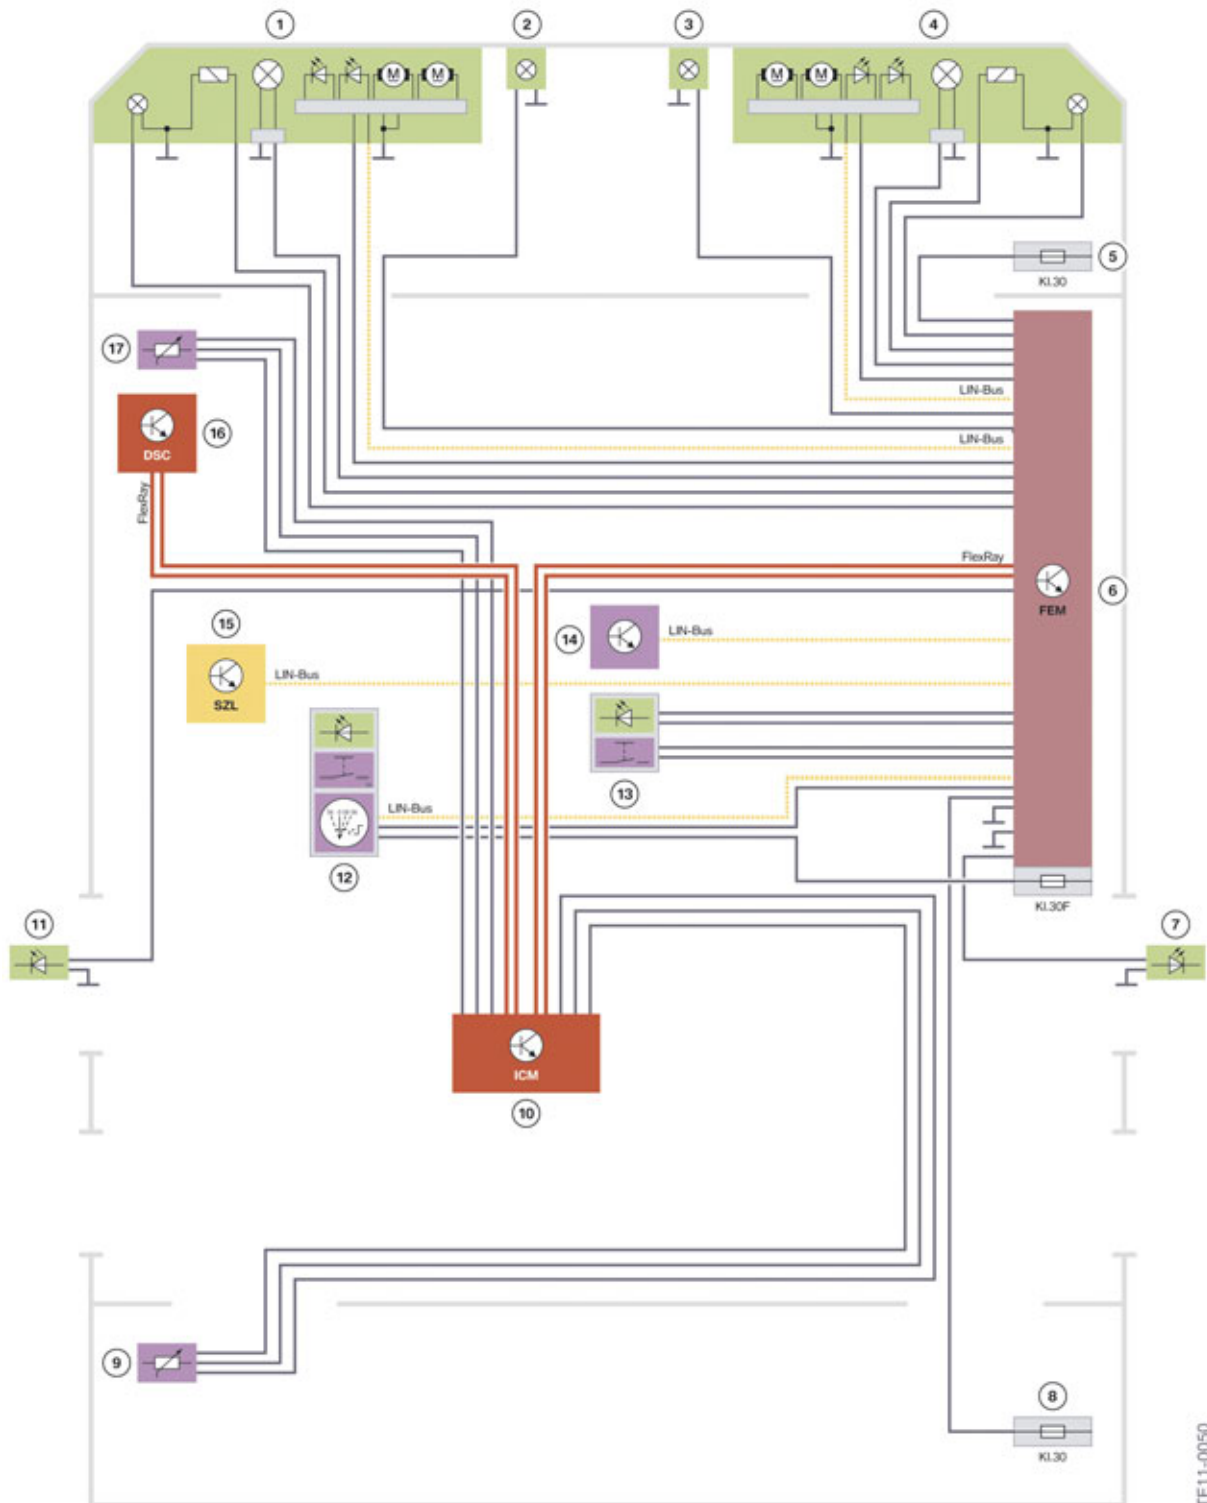 1
2
3
4
M
M
M
M
5
Kl.30
17
LIN-Bus
16
DSC
LIN-Bus
FlexRay
FlexRay
6
FEM
15
14
LIN-Bus
LIN-Bus
SZL
13
LIN-Bus
12
Kl.30F
11
7
ICM
10
9
8
Kl.30
TE11-0050